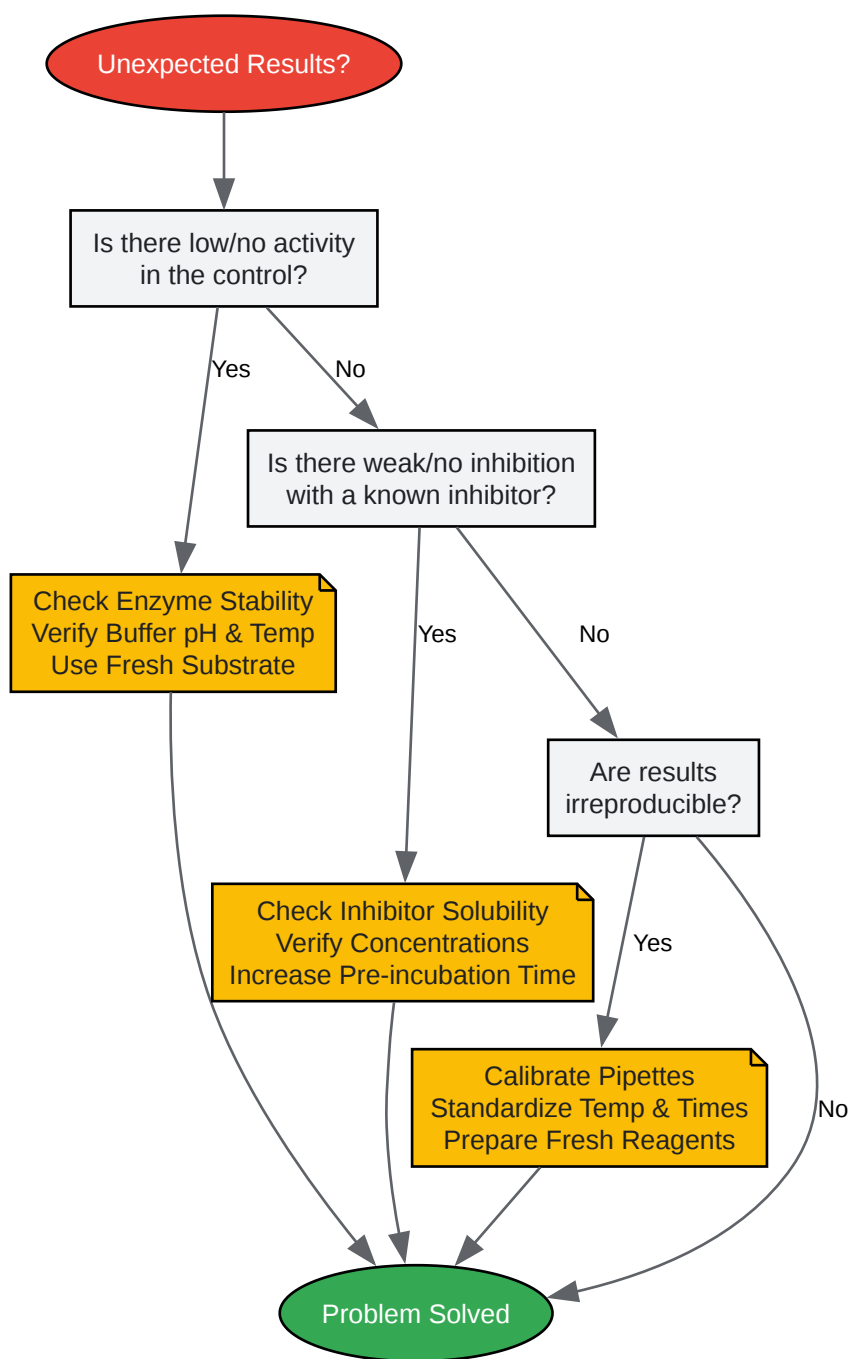 Unexpected Results?
Is there low/no activity
in the control?
Yes
No
Is there weak/no inhibition
with a known inhibitor?
Check Enzyme Stability
Verify Buffer pH & Temp
Use Fresh Substrate
Yes
No
Are results
irreproducible?
Check Inhibitor Solubility
Verify Concentrations
Increase Pre-incubation Time
Yes
No
Calibrate Pipettes
Standardize Temp & Times
Prepare Fresh Reagents
Problem Solved